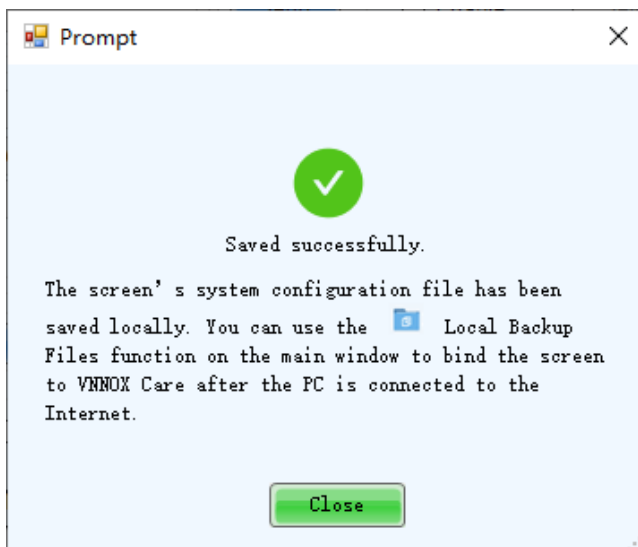 Prompt
Saved successfully.
The screen's system configuration file has been
saved locally. You can use the Local Backup
Files function on the main window to bind the screen
to VNNOX Care after the PC is connected to the
Internet.
Close